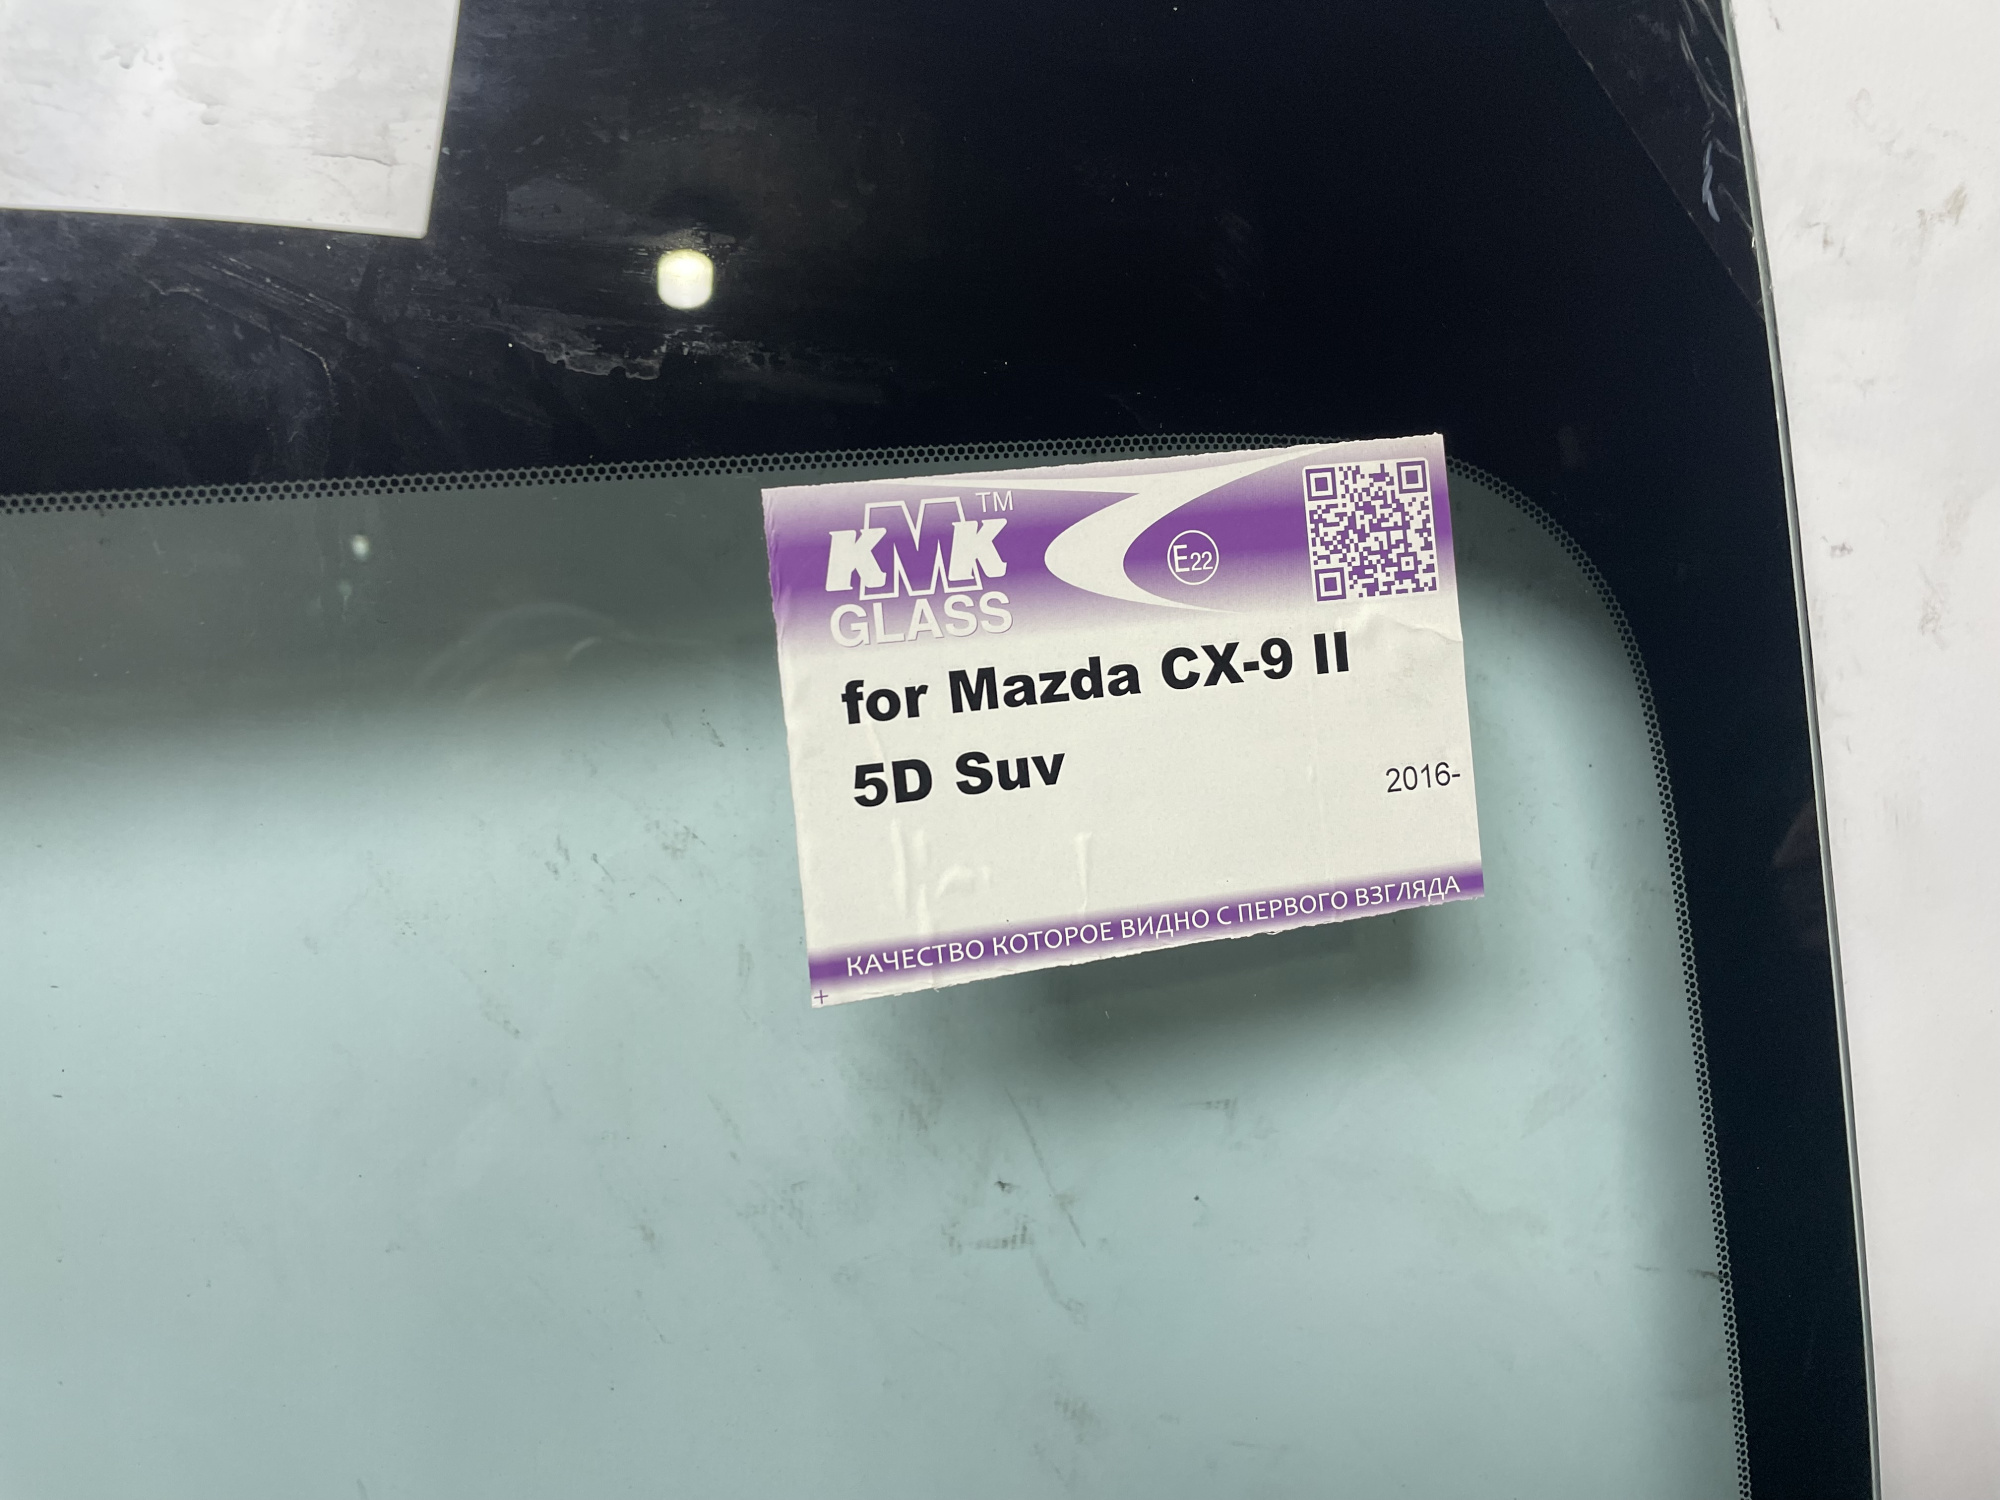 KMK™
GLASS
E22
for Mazda CX-9 II
5D Suv
2016-
КАЧЕСТВО КОТОРОЕ ВИДНО С ПЕРВОГО ВЗГЛЯДА